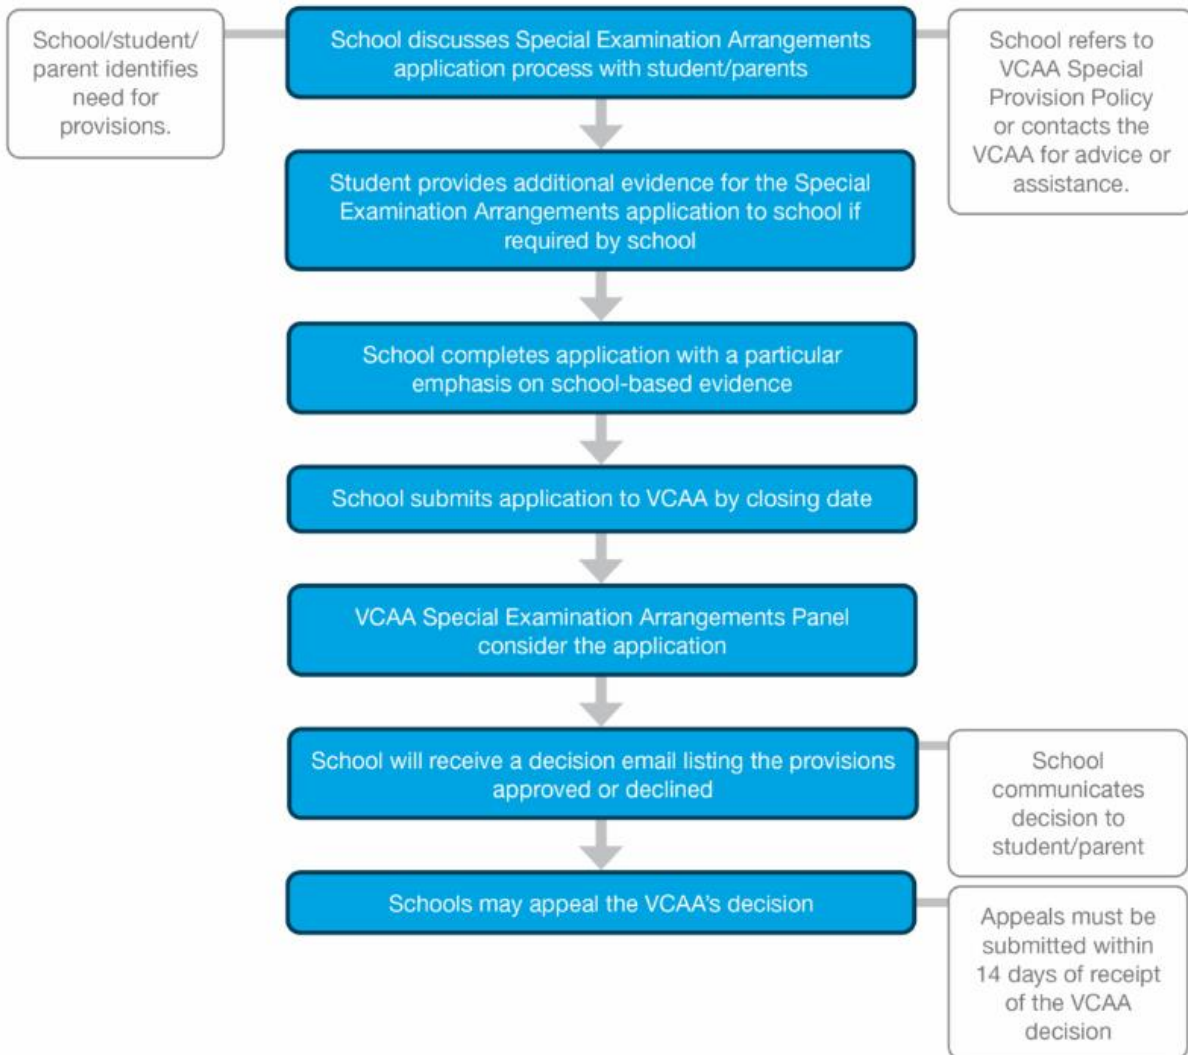 School/student/
parent identifies
need for
provisions.
School discusses Special Examination Arrangements
application process with student/parents
School refers to
VCAA Special
Provision Policy
or contacts the
VCAA for advice or
assistance.
Student provides additional evidence for the Special
Examination Arrangements application to school if
required by school
School completes application with a particular
emphasis on school-based evidence
School submits application to VCAA by closing date
VCAA Special Examination Arrangements Panel
consider the application
School will receive a decision email listing the provisions
approved or declined
School
communicates
decision to
student/parent
Schools may appeal the VCAA's decision
Appeals must be
submitted within
14 days of receipt
of the VCAA
decision